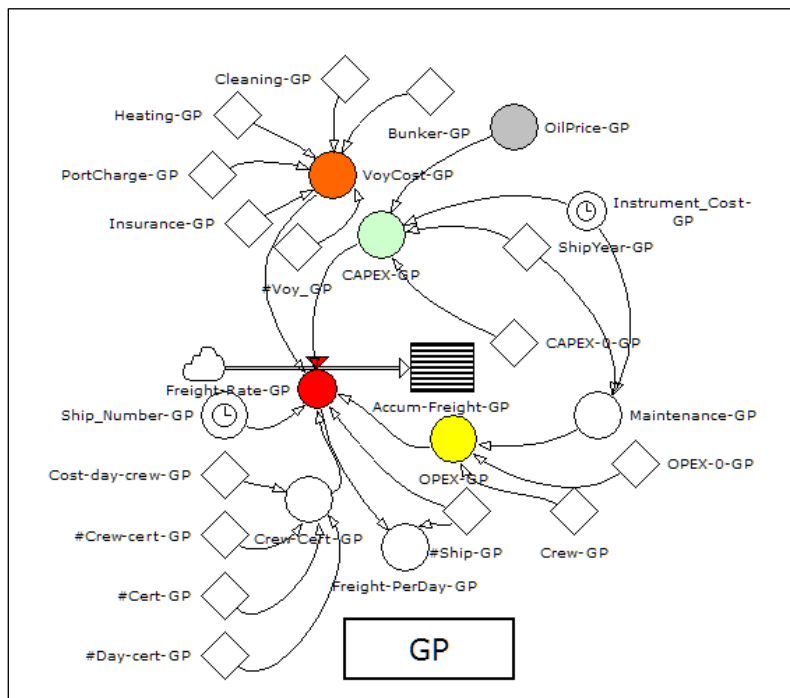 Cleaning-GP
Heating-GP
Bunker-GP
OilPrice-GP
PortCharge-GP
VoyCost-GP
Instrument_Cost-
GP
Insurance-GP
ShipYear-GP
CAPEX-GP
#Voy_GP
CAPEX-0-GP
Freight-Rate-GP
Accum-Freight-GP
Ship_Number-GP
Maintenance-GP
OPEX-0-GP
Cost-day-crew-GP
OPEX-GP
Crew-Cert-GP
#Crew-cert-GP
#Ship-GP
Crew-GP
Freight-PerDay-GP
#Cert-GP
#Day-cert-GP
GP